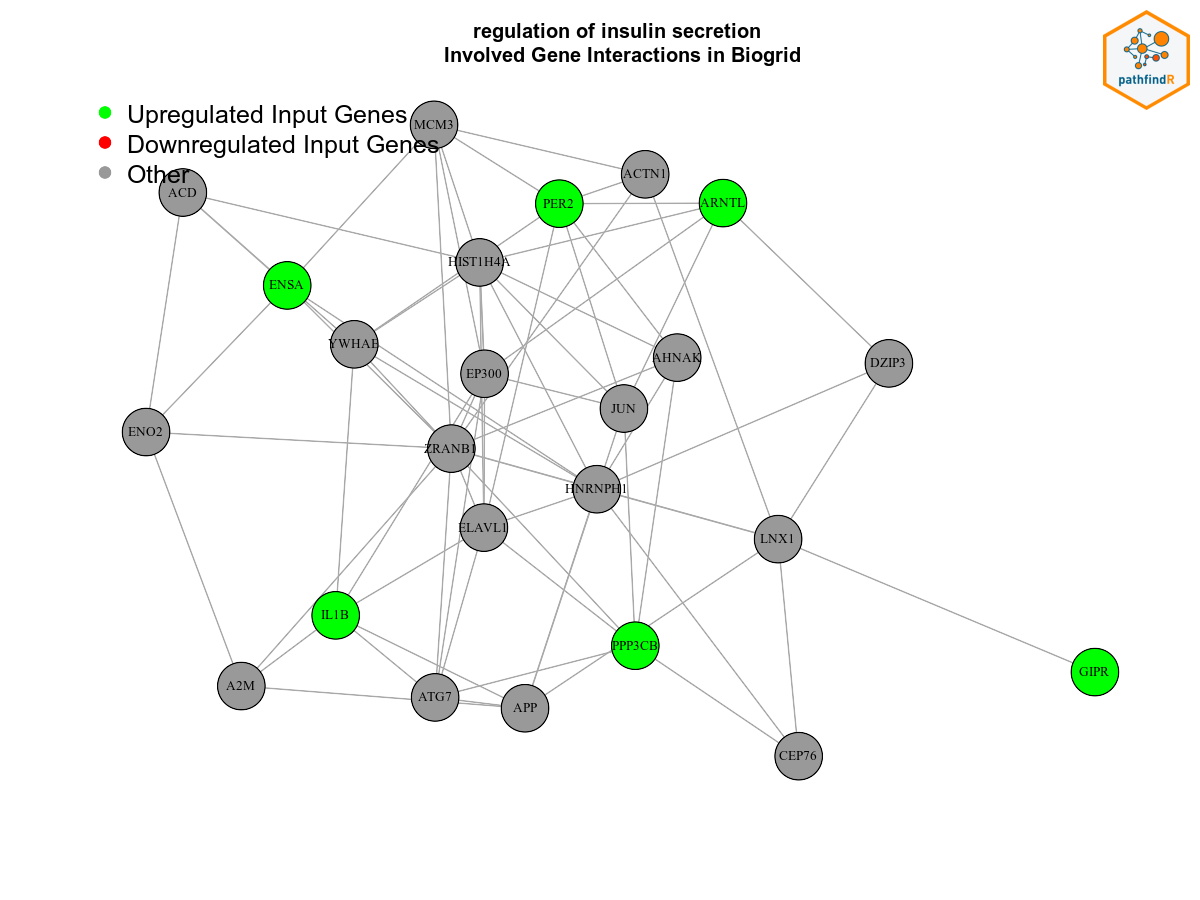 regulation of insulin secretion
Involved Gene Interactions in Biogrid
pathfindR
Upregulated Input Genes
Downregulated Input Genes
Other
MCM3
ACTN1
ACD
PER2
ARNTL
HIST1H4A
ENSA
YWHAE
AHNAK
DZIP3
EP300
JUN
ENO2
ZRANB1
HNRNPH1
ELAVL1
LNX1
IL1B
PPP3CB
GIPR
A2M
ATG7
APP
CEP76